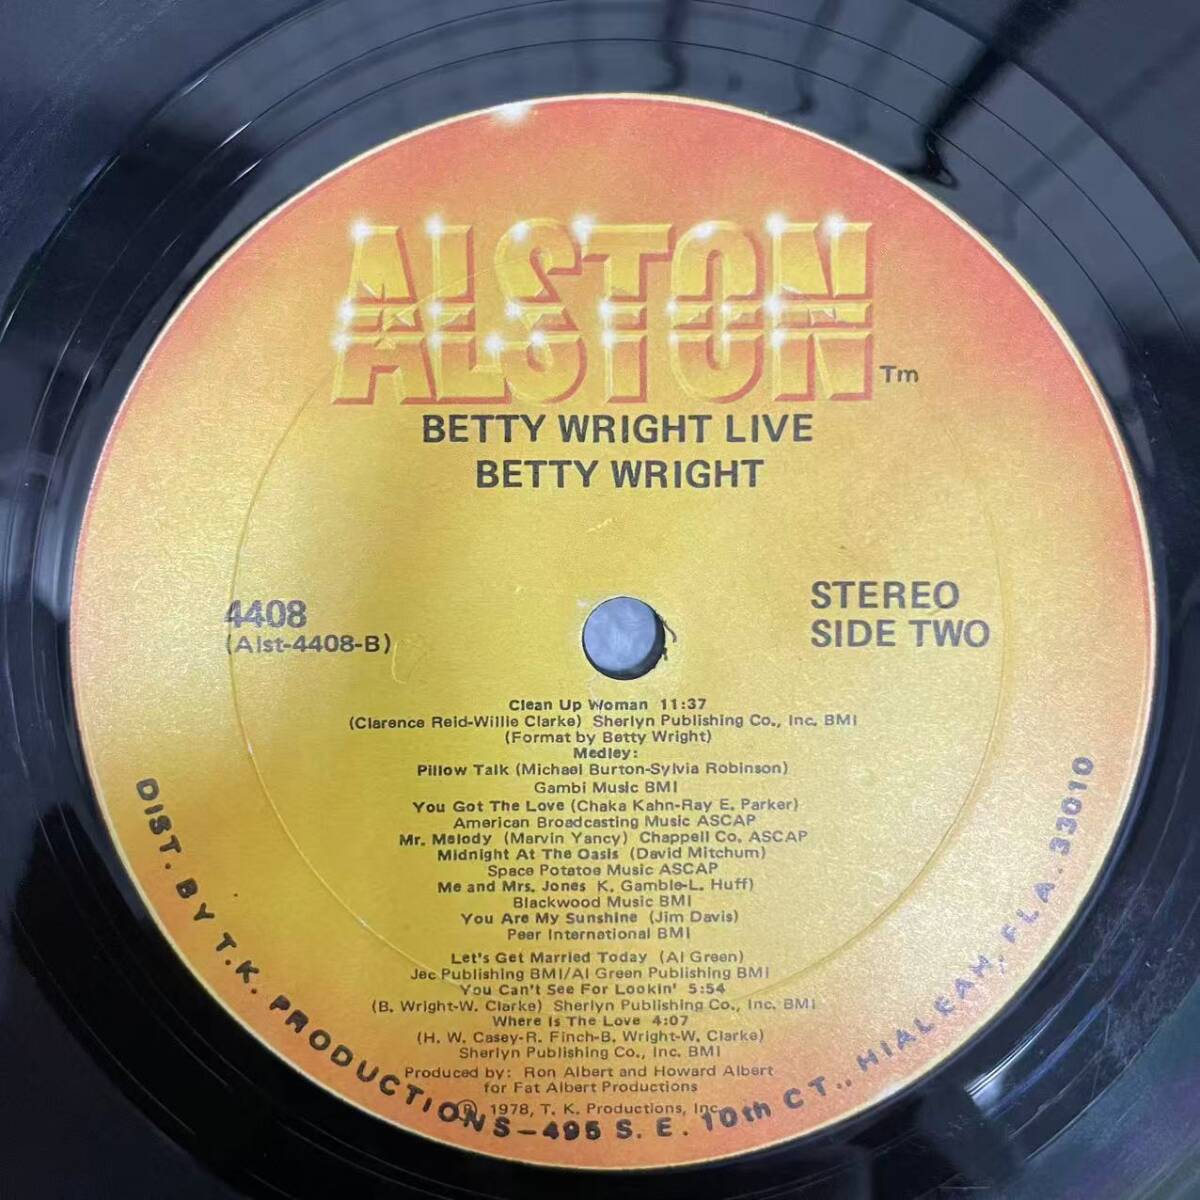 ALSTON Tm
BETTY WRIGHT LIVE
BETTY WRIGHT
4408
(Alst-4408-B)
STEREO
SIDE TWO
Clean Up Woman 11:37
(Clarence Reid-Willie Clarke) Sherlyn Publishing Co., Inc. BMI
(Format by Betty Wright)
Medley:
Pillow Talk (Michael Burton-Sylvia Robinson)
Gambi Music BMI
You Got The Love (Chaka Kahn-Ray E. Parker)
American Broadcasting Music ASCAP
Mr. Melody (Marvin Yancy) Chappell Co. ASCAP
Midnight At The Oasis (David Mitchum)
Space Potatoe Music ASCAP
Me and Mrs. Jones K. Gamble-L. Huff)
Blackwood Music BMI
You Are My Sunshine (Jim Davis)
Peer International BMI
Let's Get Married Today (Al Green)
Jec Publishing BMI/Al Green Publishing BMI
You Can't See For Lookin' 5:54
(B. Wright-W. Clarke) Sherlyn Publishing Co., Inc. BMI
Where Is The Love 4:07
(H. W. Casey-R. Finch-B. Wright-W. Clarke)
Sherlyn Publishing Co., Inc. BMI
Produced by: Ron Albert and Howard Albert
for Fat Albert Productions
℗ 1978, T. K. Productions, Inc.
DIST. BY T.K. PRODUCTIONS-495 S. E. 10th CT., HIALEAH, FLA. 33010